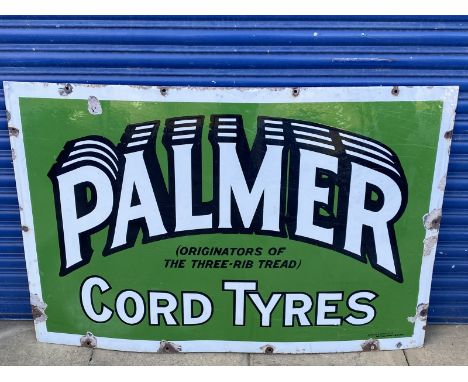 PALMER
(ORIGINATORS OF
THE THREE-RIB TREAD)
CORD TYRES